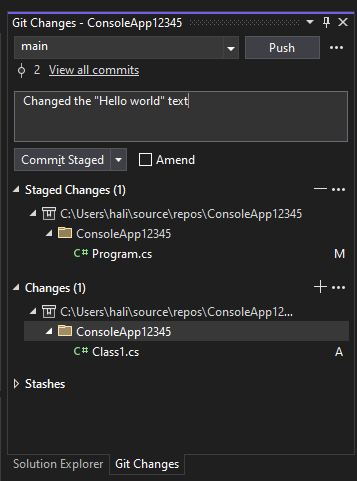 Git Changes - ConsoleApp12345
main
Push
2 View all commits
Changed the "Hello world" text
Commit Staged
Amend
Staged Changes (1)
C:\Users\hali\source\repos\ConsoleApp12345
ConsoleApp12345
C# Program.cs M
Changes (1)
C:\Users\hali\source\repos\ConsoleApp12...
ConsoleApp12345
C# Class1.cs A
Stashes
Solution Explorer Git Changes